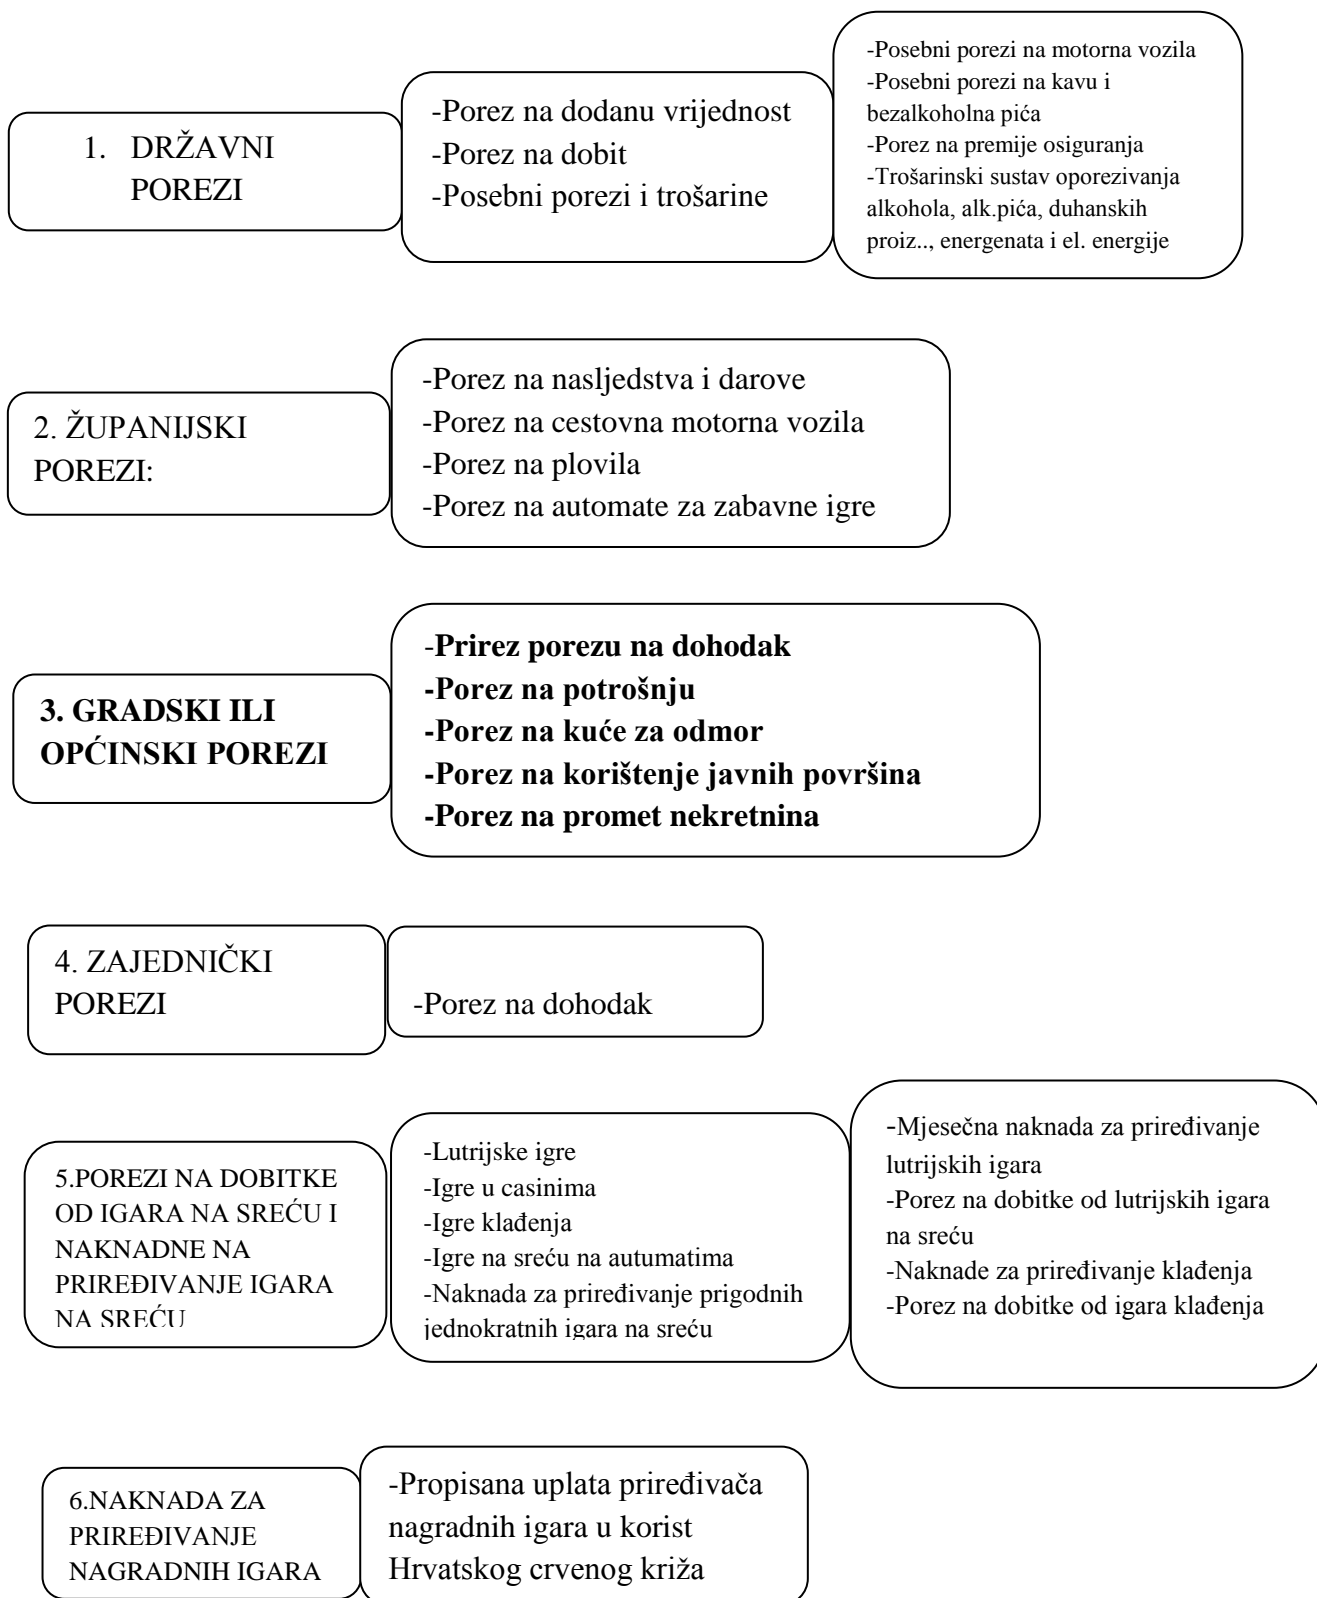 1. DRŽAVNI
POREZI
-Porez na dodanu vrijednost
-Porez na dobit
-Posebni porezi i trošarine
-Posebni porezi na motorna vozila
-Posebni porezi na kavu i
bezalkoholna pića
-Porez na premije osiguranja
-Trošarinski sustav oporezivanja
alkohola, alk.pića, duhanskih
proiz.., energenata i el. energije
2. ŽUPANIJSKI
POREZI:
-Porez na nasljedstva i darove
-Porez na cestovna motorna vozila
-Porez na plovila
-Porez na automate za zabavne igre
3. GRADSKI ILI
OPĆINSKI POREZI
-Prirez porezu na dohodak
-Porez na potrošnju
-Porez na kuće za odmor
-Porez na korištenje javnih površina
-Porez na promet nekretnina
4. ZAJEDNIČKI
POREZI
-Porez na dohodak
5.POREZI NA DOBITKE
OD IGARA NA SREĆU I
NAKNADNE NA
PRIREĐIVANJE IGARA
NA SREĆU
-Lutrijske igre
-Igre u casinima
-Igre klađenja
-Igre na sreću na autumatima
-Naknada za priređivanje prigodnih
jednokratnih igara na sreću
-Mjesečna naknada za priređivanje
lutrijskih igara
-Porez na dobitke od lutrijskih igara
na sreću
-Naknade za priređivanje klađenja
-Porez na dobitke od igara klađenja
6.NAKNADA ZA
PRIREĐIVANJE
NAGRADNIH IGARA
-Propisana uplata priređivača
nagradnih igara u korist
Hrvatskog crvenog križa